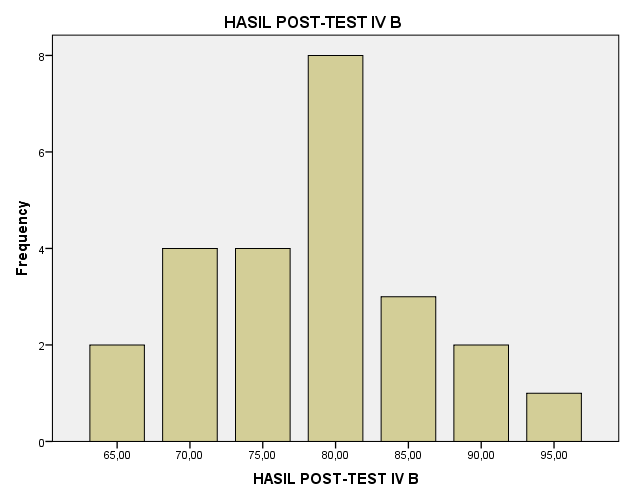 HASIL POST-TEST IV B
8
6
4
2
0
Frequency
65,00 70,00 75,00 80,00 85,00 90,00 95,00
HASIL POST-TEST IV B